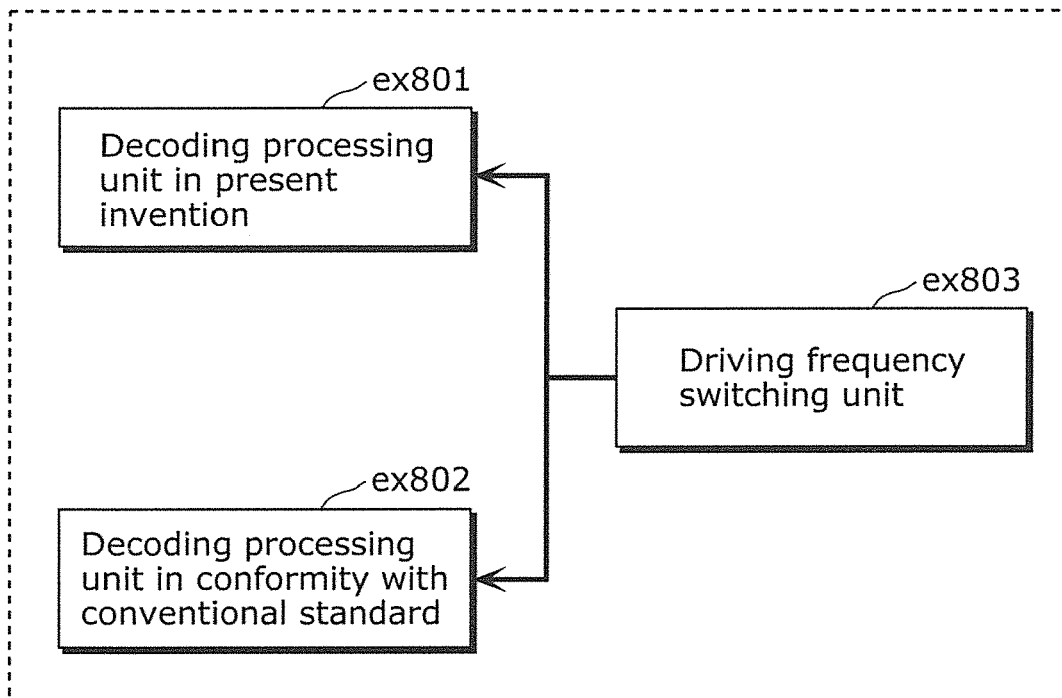 ex801
Decoding processing
unit in present
invention
ex803
Driving frequency
switching unit
ex802
Decoding processing
unit in conformity with
conventional standard